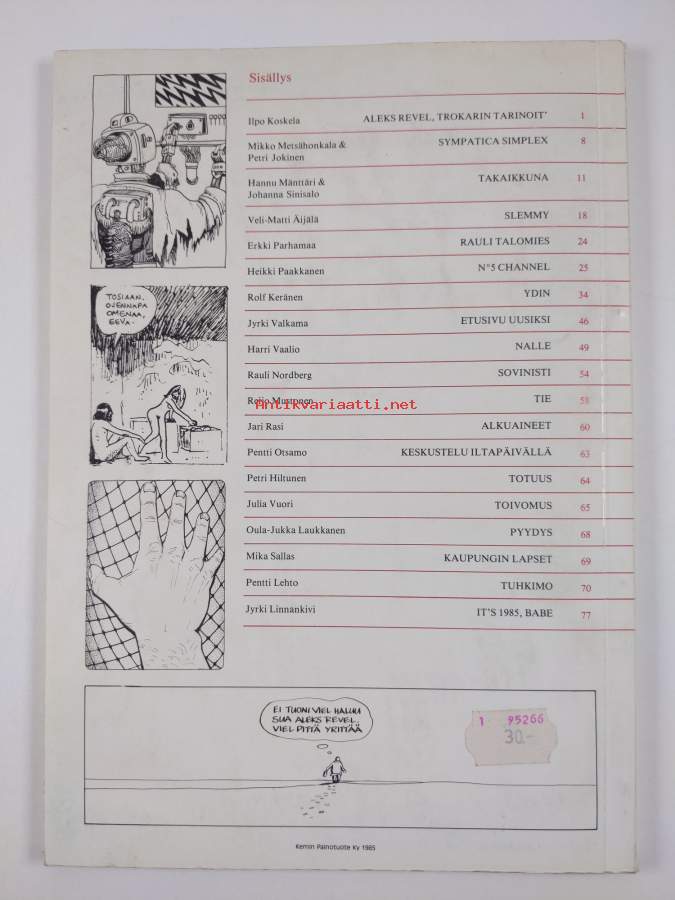 Sisällys
Ilpo Koskela ALEKS REVEL, TROKARIN TARINOIT' 1
Mikko Metsähonkala & SYMPATICA SIMPLEX 8
Petri Jokinen
Hannu Mänttäri & TAKAIKKUNA 11
Johanna Sinisalo
Veli-Matti Äijälä SLEMMY 18
Erkki Parhamaa RAULI TALOMIES 24
Heikki Paakkanen N°5 CHANNEL 25
Rolf Keränen YDIN 34
Jyrki Valkama ETUSIVU UUSIKSI 46
Harri Vaalio NALLE 49
Rauli Nordberg SOVINISTI 54
Reijo Mustonen TIE 58
Antikvariaatti.net
Jari Rasi ALKUAINEET 60
Pentti Otsamo KESKUSTELU ILTAPÄIVÄLLÄ 63
Petri Hiltunen TOTUUS 64
Julia Vuori TOIVOMUS 65
Oula-Jukka Laukkanen PYYDYS 68
Mika Sallas KAUPUNGIN LAPSET 69
Pentti Lehto TUHKIMO 70
Jyrki Linnankivi IT'S 1985, BABE 77
TOSIAAN,
OJENNAPA
OMENAA,
EEVA.
EI TUONI VIEL HALUU
SUA ALEKS REVEL.
VIEL PITTÄ YRITTÄÄ
1 95266
30.-
Kemin Painotuote Ky 1985